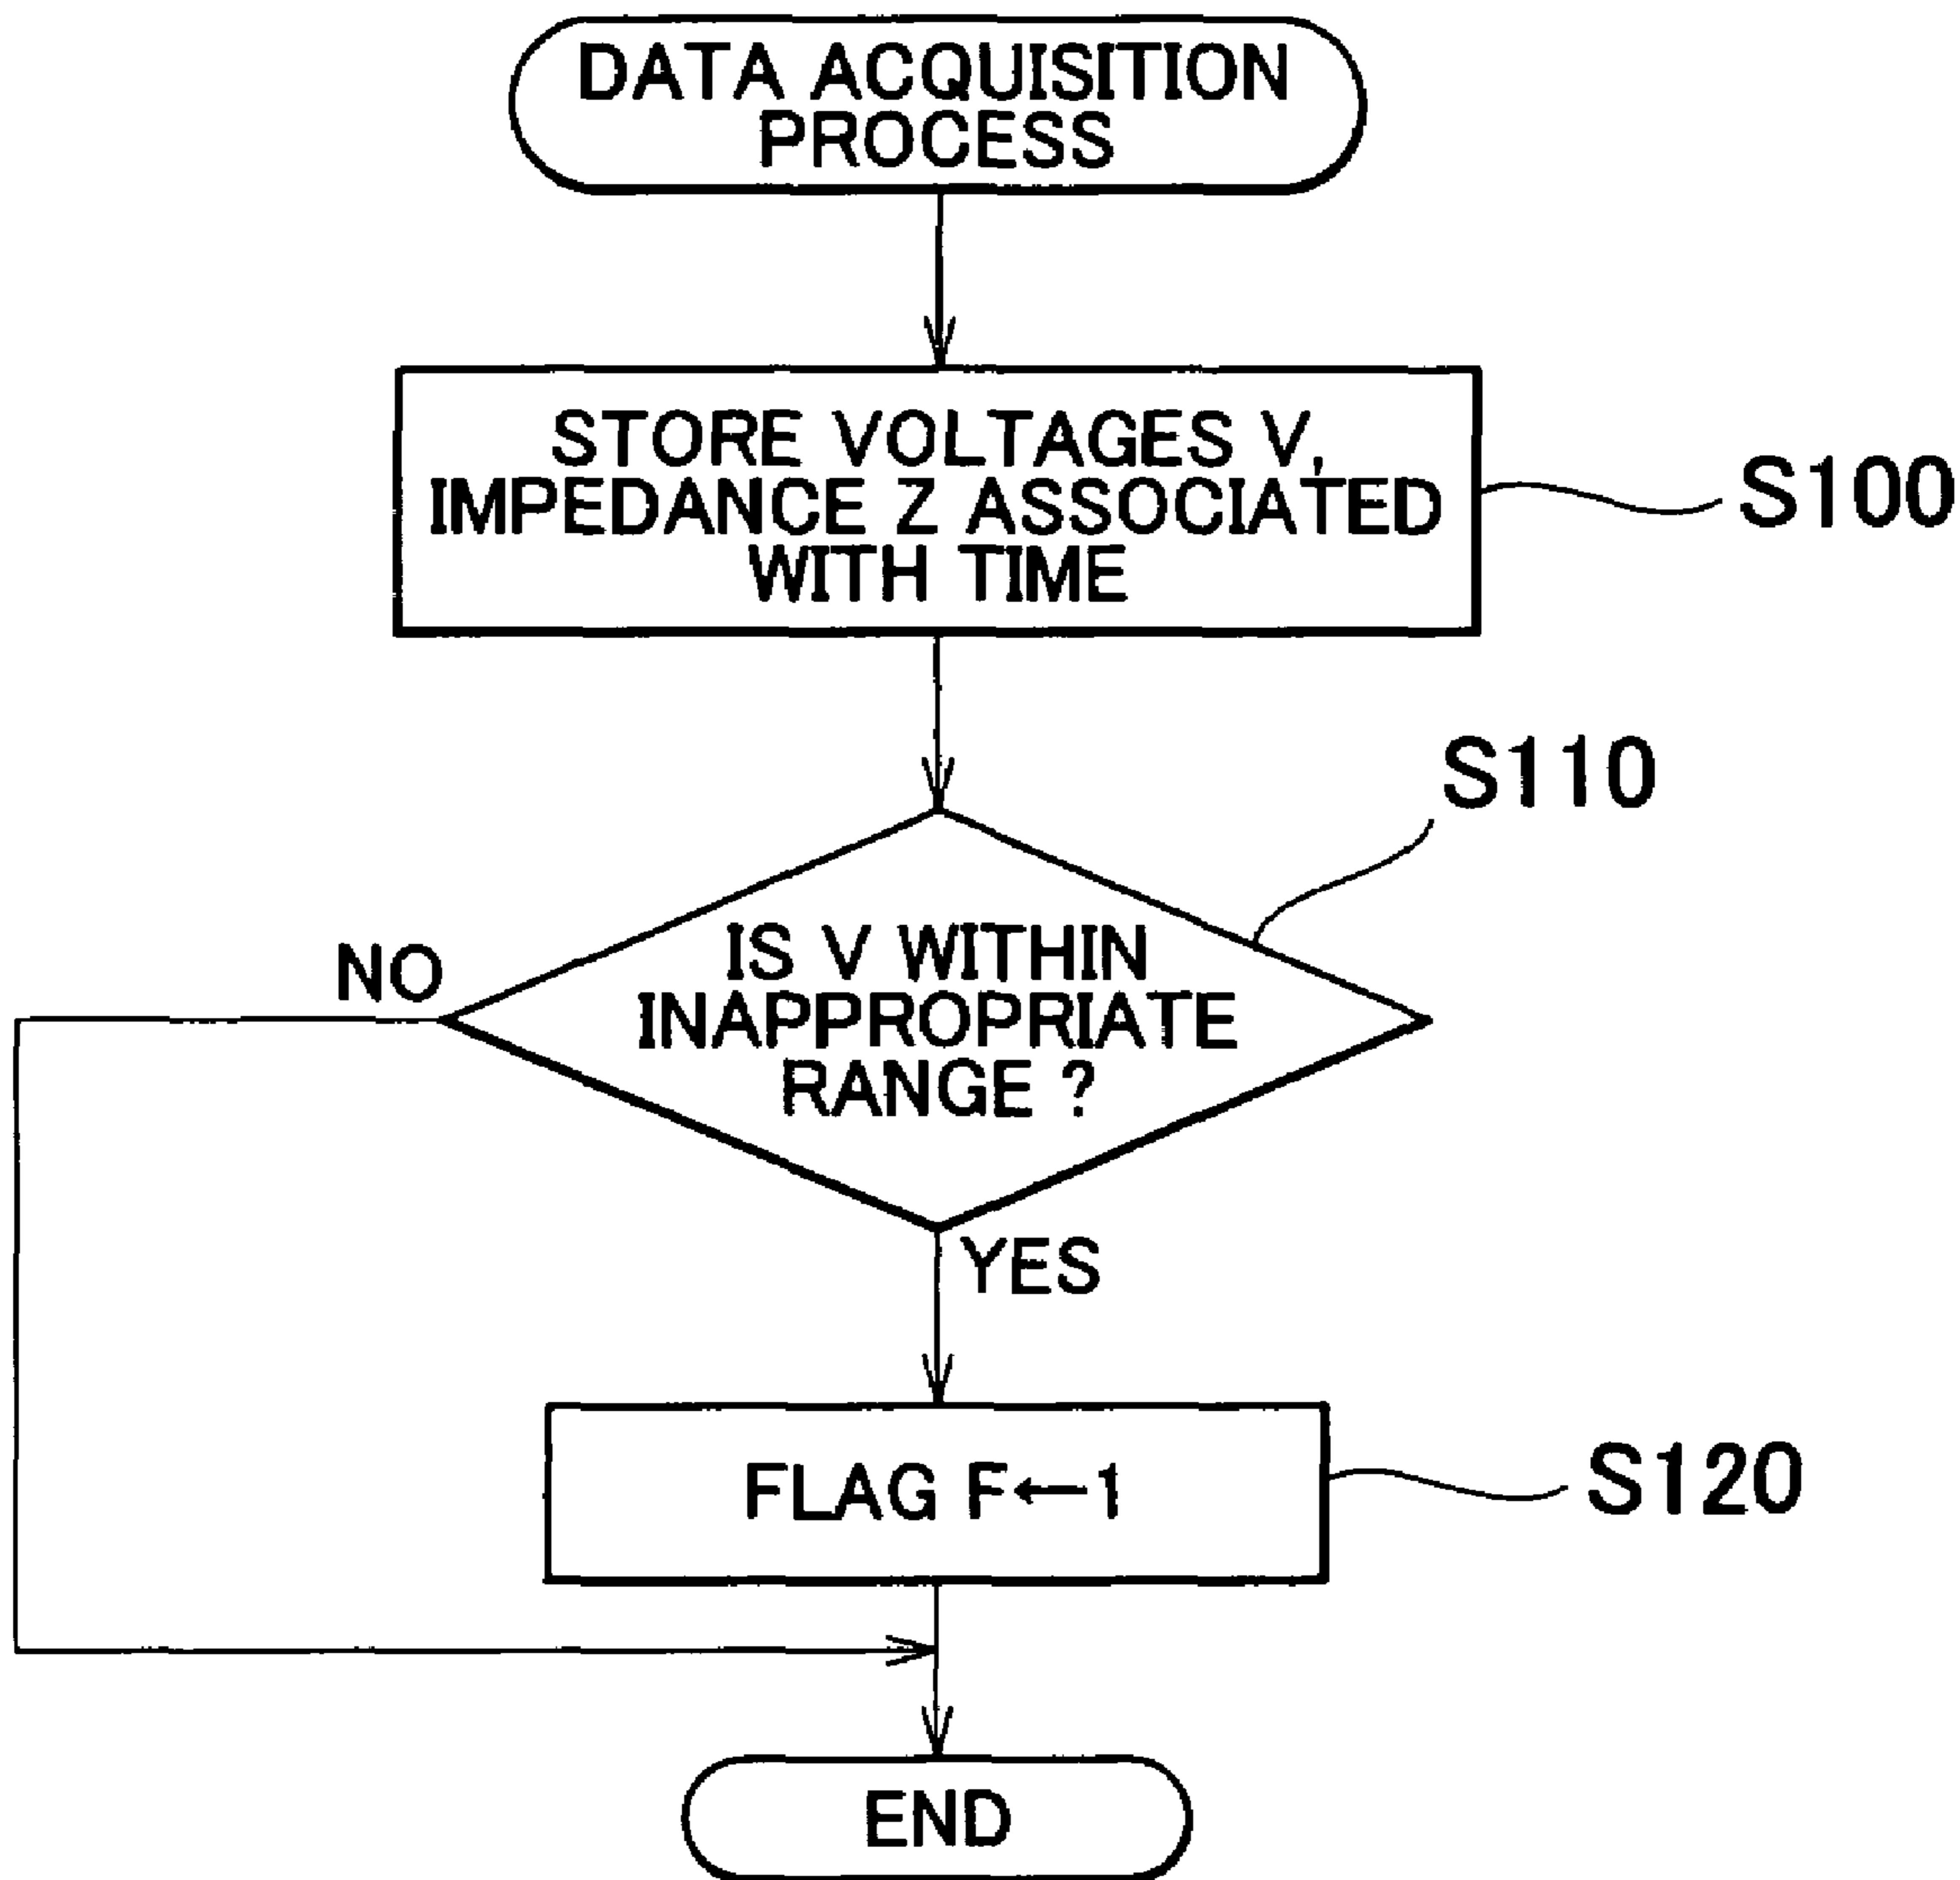 DATA ACQUISITION
PROCESS
STORE VOLTAGES V,
IMPEDANCE Z ASSOCIATED
WITH TIME
S100
S110
IS V WITHIN
INAPPROPRIATE
RANGE ?
NO
YES
FLAG F←1
S120
END